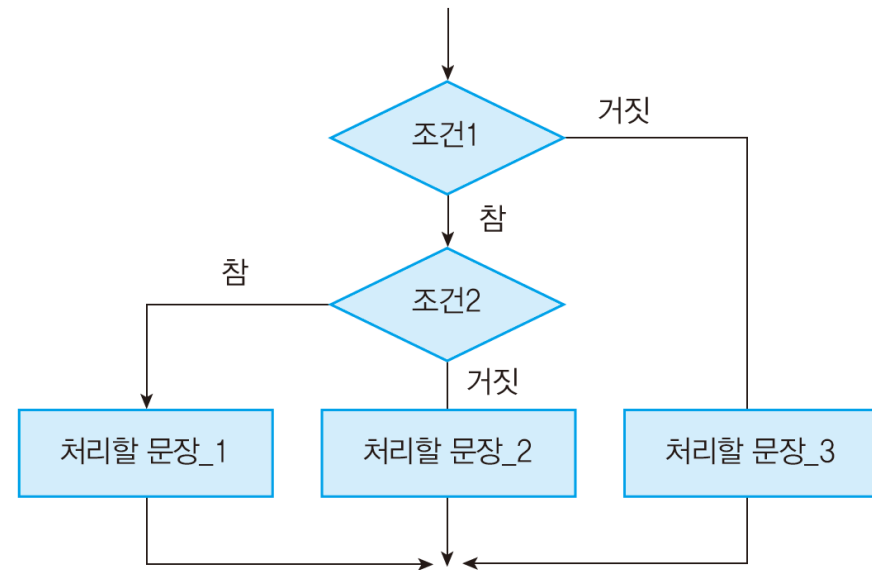 조건1
거짓
참
조건2
참
거짓
처리할 문장_1
처리할 문장_2
처리할 문장_3